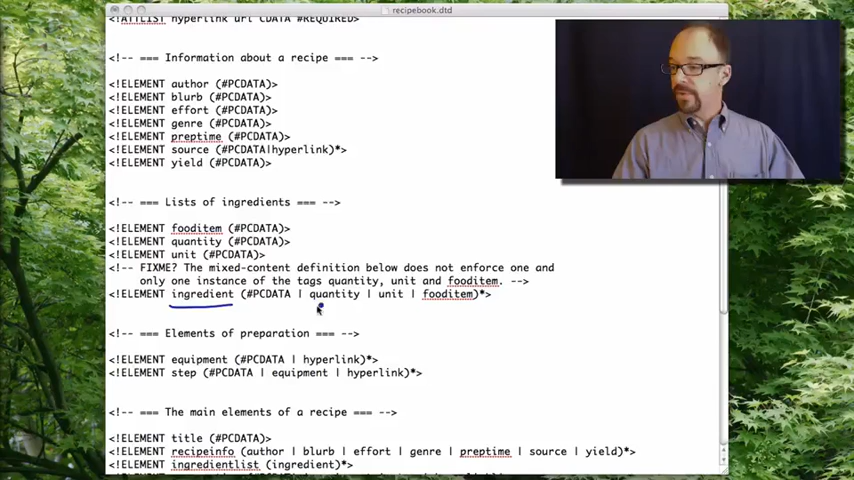 recipebook.dtd
<!ATTLIST hyperlink url CDATA #REQUIRED>
<!-- === Information about a recipe === -->
<!ELEMENT author (#PCDATA)>
<!ELEMENT blurb (#PCDATA)>
<!ELEMENT effort (#PCDATA)>
<!ELEMENT genre (#PCDATA)>
<!ELEMENT preptime (#PCDATA)>
<!ELEMENT source (#PCDATA|hyperlink)*>
<!ELEMENT yield (#PCDATA)>
<!-- === Lists of ingredients === -->
<!ELEMENT fooditem (#PCDATA)>
<!ELEMENT quantity (#PCDATA)>
<!ELEMENT unit (#PCDATA)>
<!-- FIXME? The mixed-content definition below does not enforce one and
only one instance of the tags quantity, unit and fooditem. -->
<!ELEMENT ingredient (#PCDATA | quantity | unit | fooditem)*>
<!-- === Elements of preparation === -->
<!ELEMENT equipment (#PCDATA | hyperlink)*>
<!ELEMENT step (#PCDATA | equipment | hyperlink)*>
<!-- === The main elements of a recipe === -->
<!ELEMENT title (#PCDATA)>
<!ELEMENT recipeinfo (author | blurb | effort | genre | preptime | source | yield)*>
<!ELEMENT ingredientlist (ingredient)*>